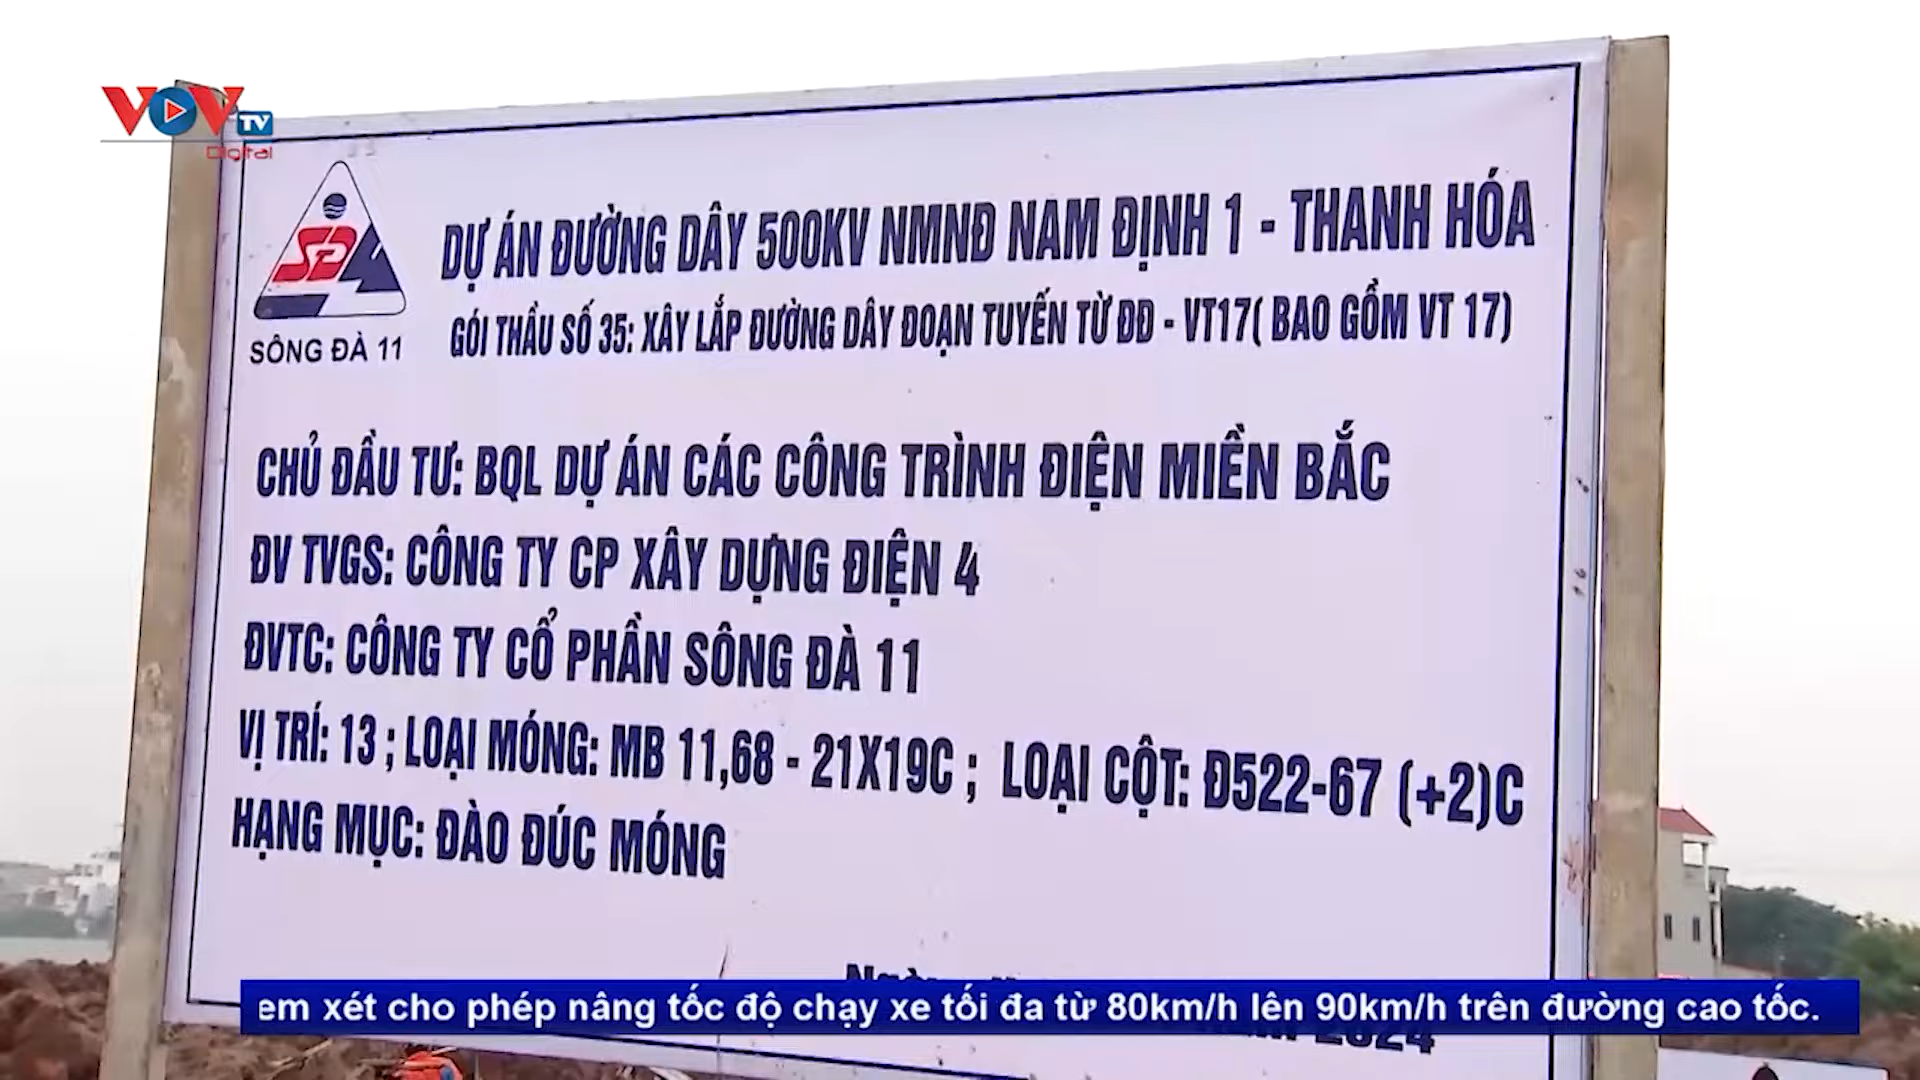 VOV TV
Digital
SĐ
SÔNG ĐÀ 11
DỰ ÁN ĐƯỜNG DÂY 500KV NMNĐ NAM ĐỊNH 1 - THANH HÓA
GÓI THẦU SỐ 35: XÂY LẮP ĐƯỜNG DÂY ĐOẠN TUYẾN TỪ ĐĐ - VT17( BAO GỒM VT 17)
CHỦ ĐẦU TƯ: BQL DỰ ÁN CÁC CÔNG TRÌNH ĐIỆN MIỀN BẮC
ĐV TVGS: CÔNG TY CP XÂY DỰNG ĐIỆN 4
ĐVTC: CÔNG TY CỔ PHẦN SÔNG ĐÀ 11
VỊ TRÍ: 13 ; LOẠI MÓNG: MB 11,68 - 21X19C ; LOẠI CỘT: Đ522-67 (+2)C
HẠNG MỤC: ĐÀO ĐÚC MÓNG
em xét cho phép nâng tốc độ chạy xe tối đa từ 80km/h lên 90km/h trên đường cao tốc.
2024